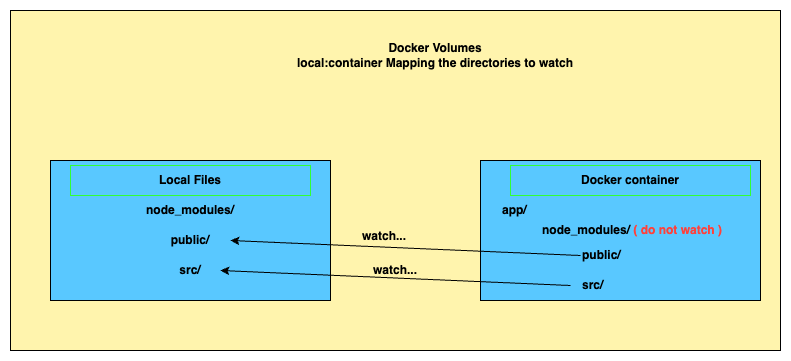 Docker Volumes
local:container Mapping the directories to watch
Local Files
node_modules/
public/
src/
watch...
watch...
Docker container
app/
node_modules/ ( do not watch )
public/
src/